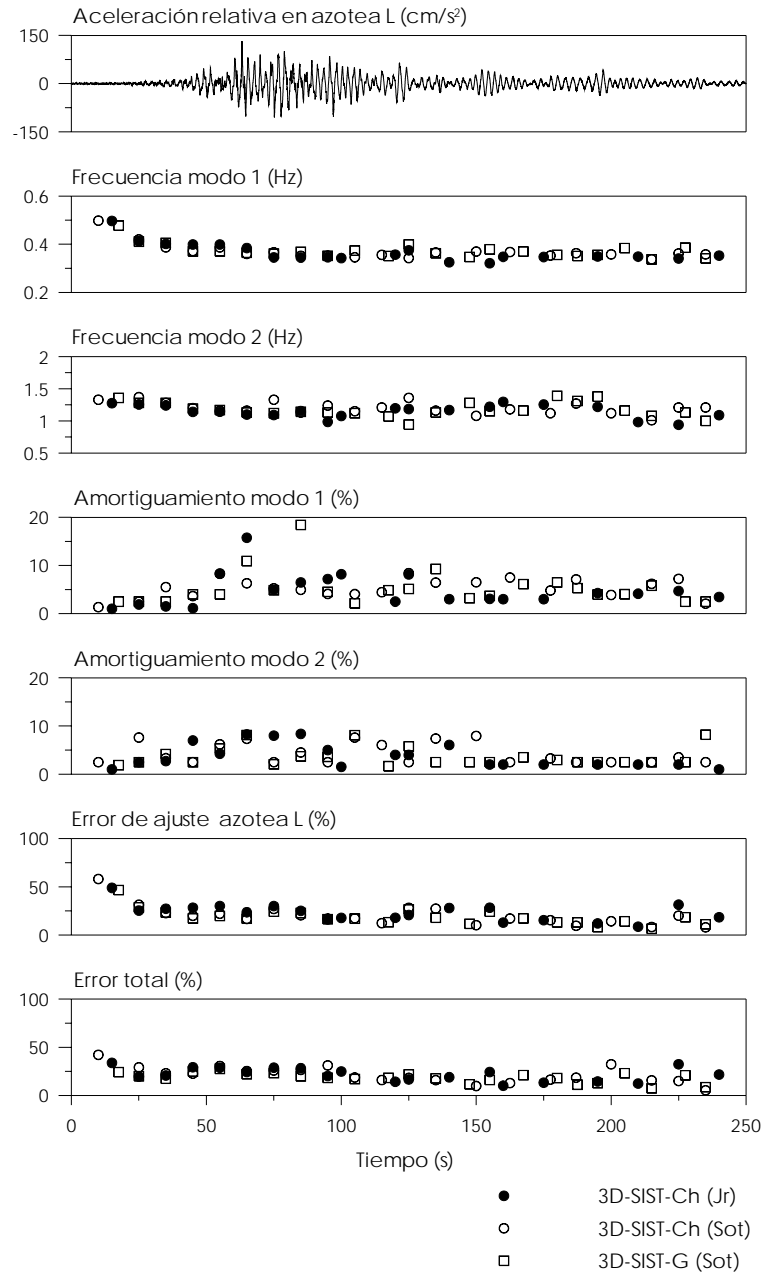 Aceleración relativa en azotea L (cm/s²)
150
0
-150
Frecuencia modo 1 (Hz)
0.6
0.4
0.2
Frecuencia modo 2 (Hz)
2
1.5
1
0.5
Amortiguamiento modo 1 (%)
20
10
0
Amortiguamiento modo 2 (%)
20
10
0
Error de ajuste azotea L (%)
100
50
0
Error total (%)
100
50
0
0 50 100 150 200 250
Tiempo (s)
3D-SIST-Ch (Jr)
3D-SIST-Ch (Sot)
3D-SIST-G (Sot)